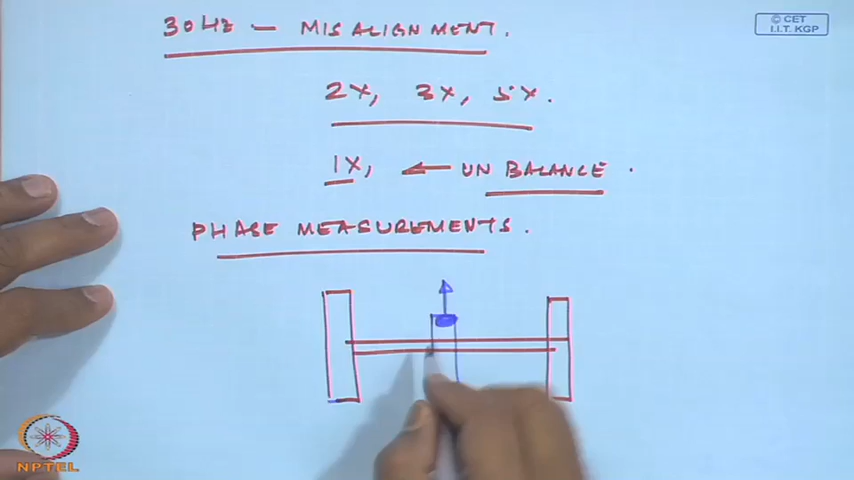 30HZ — MISALIGNMENT.
© CET
I.I.T. KGP
2X, 3X, 5X.
1X, ← UNBALANCE.
PHASE MEASUREMENTS.
NPTEL